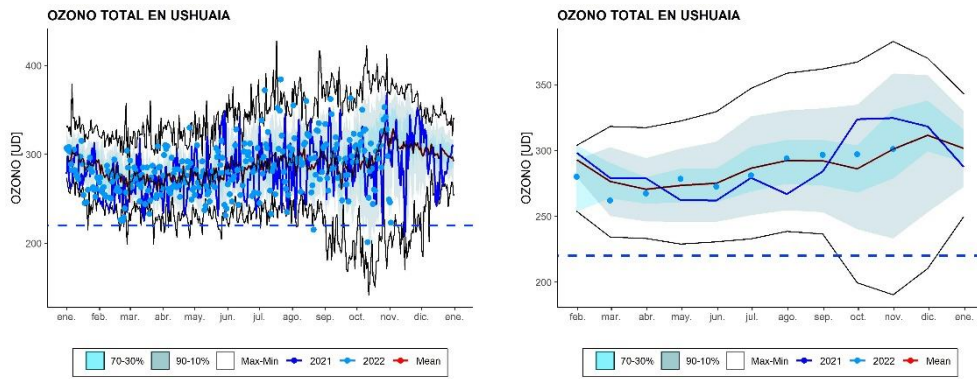 OZONO TOTAL EN USHUAIA
OZONO [UD]
400
300
200
ene. feb. mar. abr. may. jun. jul. ago. sep. oct. nov. dic. ene.
70-30% 90-10% Max-Min 2021 2022 Mean
OZONO TOTAL EN USHUAIA
OZONO [UD]
350
300
250
200
feb. mar. abr. may. jun. jul. ago. sep. oct. nov. dic. ene.
70-30% 90-10% Max-Min 2021 2022 Mean